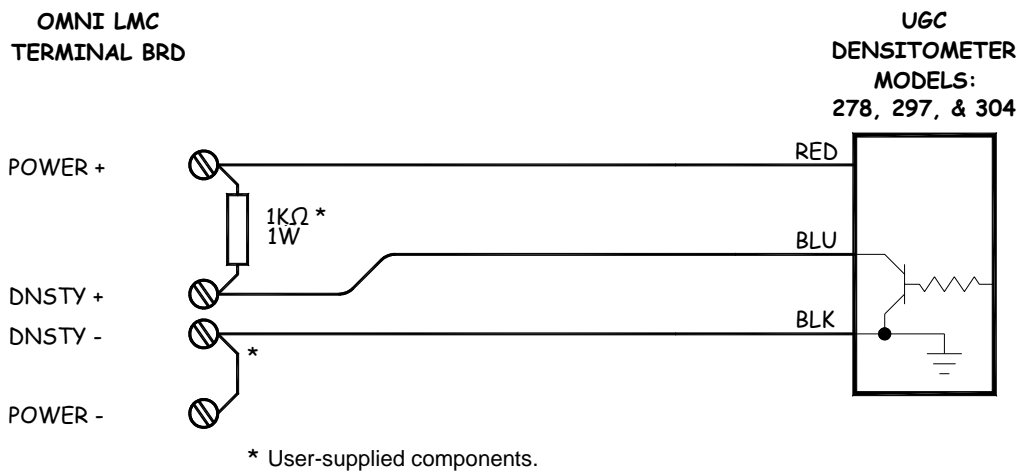 OMNI LMC
TERMINAL BRD
UGC
DENSITOMETER
MODELS:
278, 297, & 304
POWER +
RED
1KΩ *
1W
BLU
DNSTY +
DNSTY -
BLK
*
POWER -
* User-supplied components.